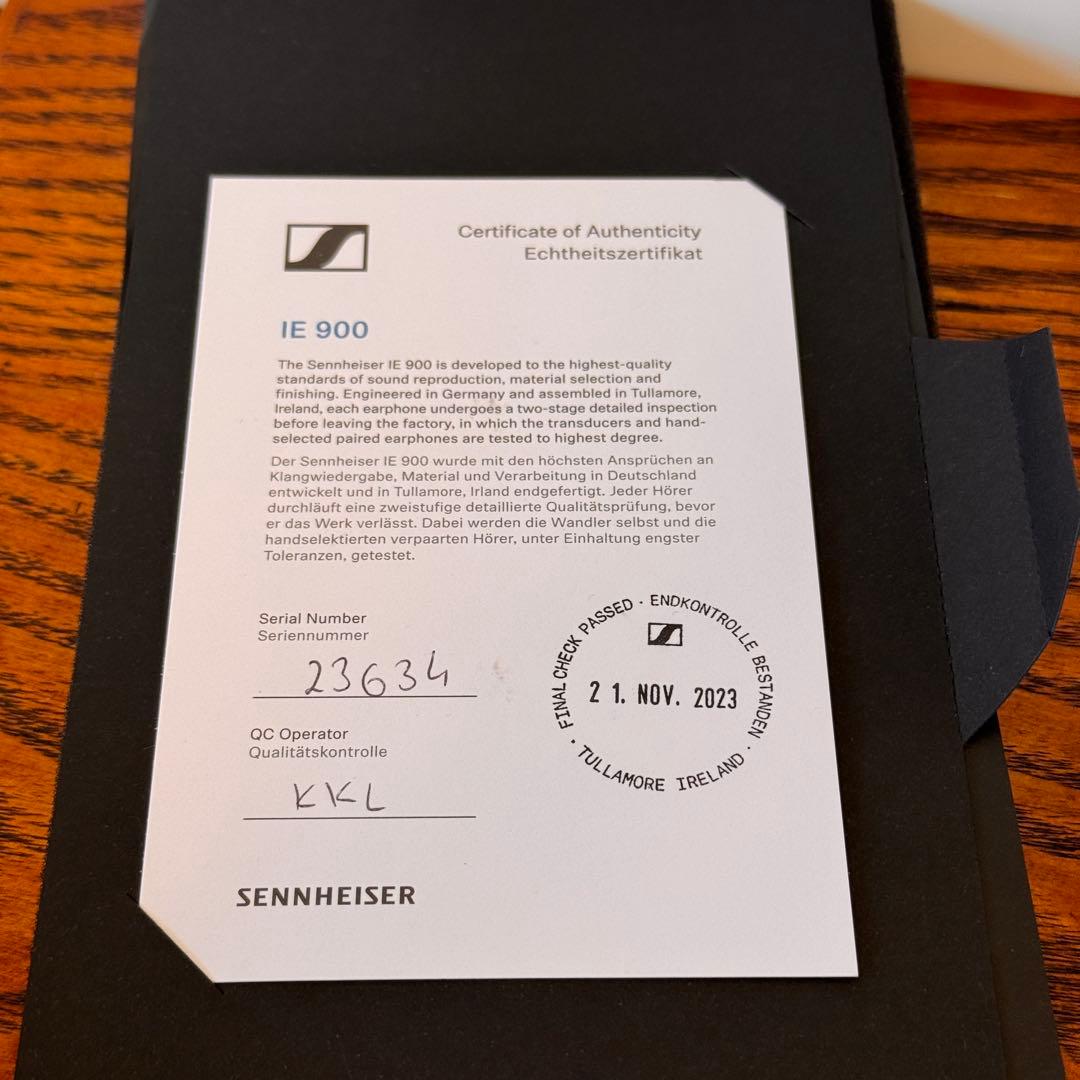 Certificate of Authenticity
Echtheitszertifikat
IE 900
The Sennheiser IE 900 is developed to the highest-quality
standards of sound reproduction, material selection and
finishing. Engineered in Germany and assembled in Tullamore,
Ireland, each earphone undergoes a two-stage detailed inspection
before leaving the factory, in which the transducers and hand-
selected paired earphones are tested to highest degree.
Der Sennheiser IE 900 wurde mit den höchsten Ansprüchen an
Klangwiedergabe, Material und Verarbeitung in Deutschland
entwickelt und in Tullamore, Irland endgefertigt. Jeder Hörer
durchläuft eine zweistufige detaillierte Qualitätsprüfung, bevor
er das Werk verlässt. Dabei werden die Wandler selbst und die
handselektierten verpaarten Hörer, unter Einhaltung engster
Toleranzen, getestet.
Serial Number
Seriennummer
23634
QC Operator
Qualitätskontrolle
KKL
FINAL CHECK PASSED · ENDKONTROLLE BESTANDEN ·
21. NOV. 2023
TULLAMORE IRELAND ·
SENNHEISER